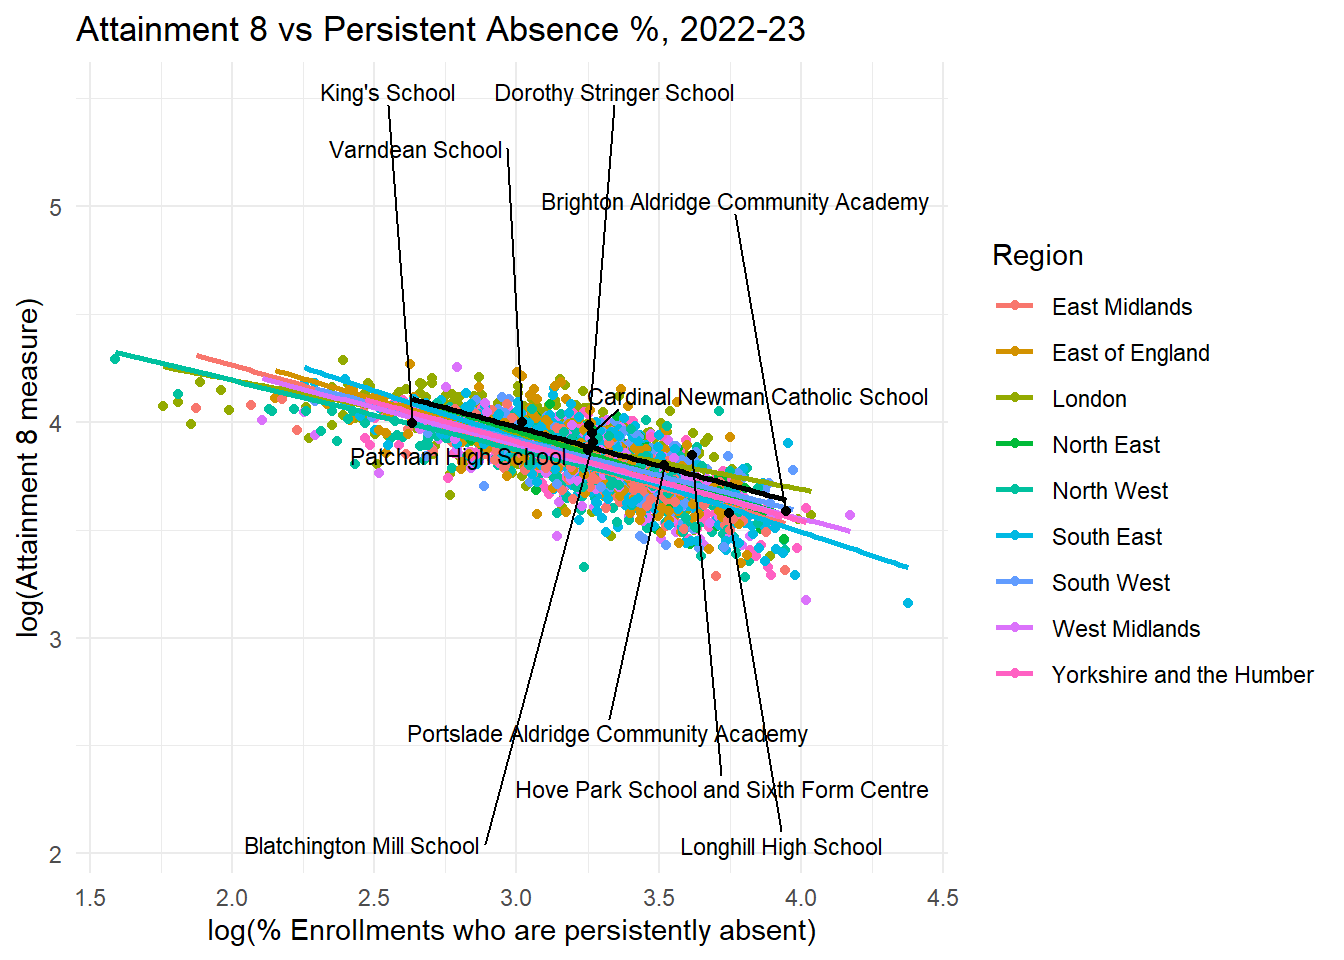 Attainment 8 vs Persistent Absence %, 2022-23
King's School
Dorothy Stringer School
Varndean School
Brighton Aldridge Community Academy
Cardinal Newman Catholic School
Patcham High School
Portslade Aldridge Community Academy
Hove Park School and Sixth Form Centre
Blatchington Mill School
Longhill High School
5
4
3
2
log(Attainment 8 measure)
1.5
2.0
2.5
3.0
3.5
4.0
4.5
log(% Enrollments who are persistently absent)
Region
East Midlands
East of England
London
North East
North West
South East
South West
West Midlands
Yorkshire and the Humber